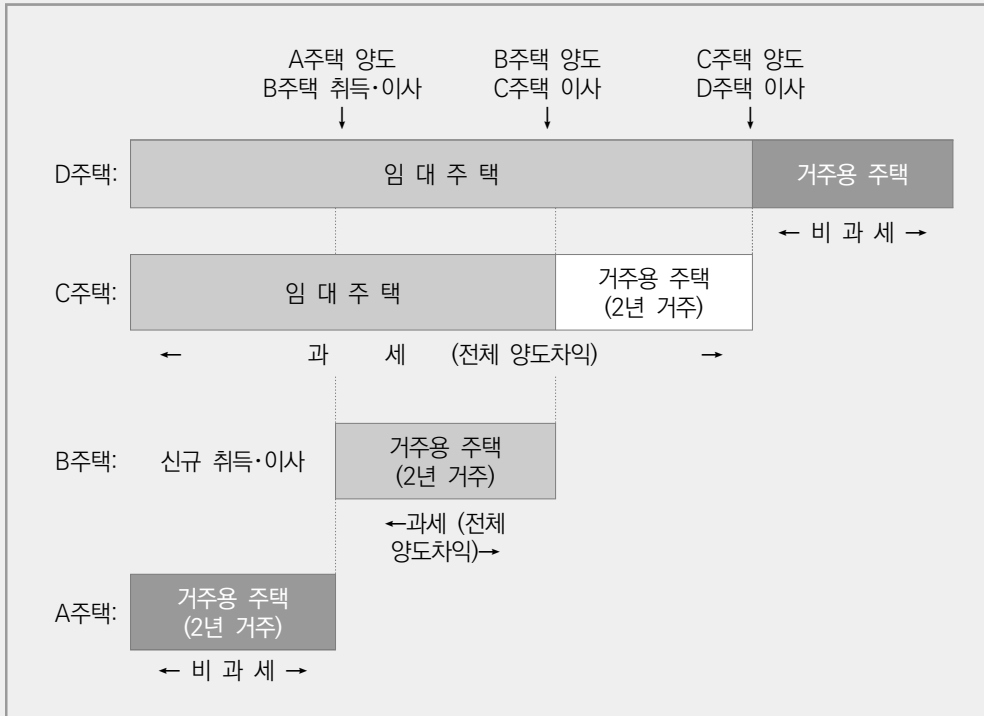 A주택 양도
B주택 취득·이사
B주택 양도
C주택 이사
C주택 양도
D주택 이사
↓ ↓ ↓
D주택: 임 대 주 택 거주용 주택
← 비 과 세 →
C주택: 임 대 주 택 거주용 주택
(2년 거주)
← 과 세 (전체 양도차익) →
B주택: 신규 취득·이사 거주용 주택
(2년 거주)
←과세 (전체
양도차익)→
A주택: 거주용 주택
(2년 거주)
← 비 과 세 →